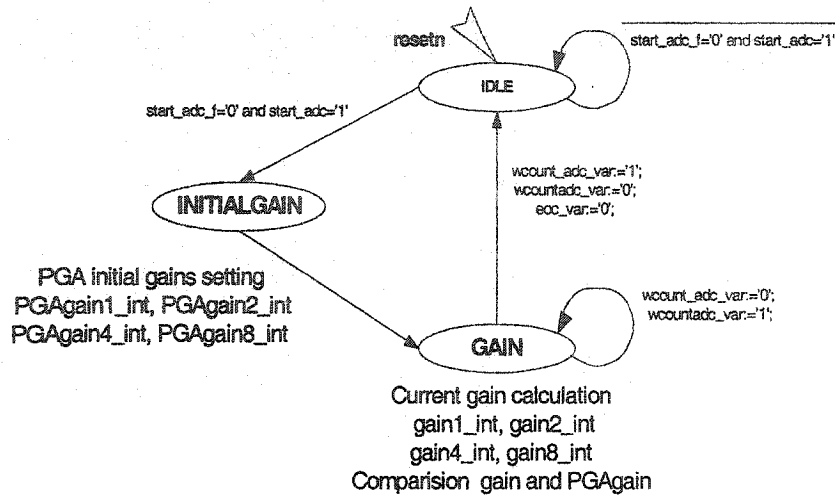 resetn
start_adc_f='0' and start_adc='1'
IDLE
start_adc_f='0' and start_adc='1'
wcount_adc_var:='1';
wcountadc_var:='0';
eoc_var:='0';
INITIALGAIN
PGA initial gains setting
PGAgain1_int, PGAgain2_int
PGAgain4_int, PGAgain8_int
wcount_adc_var:='0';
wcountadc_var:='1';
GAIN
Current gain calculation
gain1_int, gain2_int
gain4_int, gain8_int
Comparision gain and PGAgain